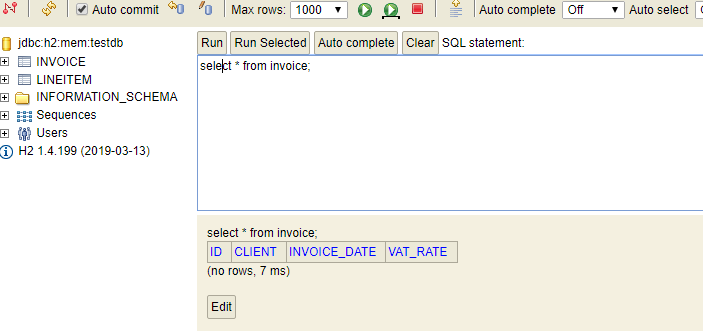 Auto commit Max rows: 1000 Auto complete Off Auto select
jdbc:h2:mem:testdb
INVOICE
LINEITEM
INFORMATION_SCHEMA
Sequences
Users
H2 1.4.199 (2019-03-13)
Run Run Selected Auto complete Clear SQL statement:
select * from invoice;
select * from invoice;
ID CLIENT INVOICE_DATE VAT_RATE
(no rows, 7 ms)
Edit